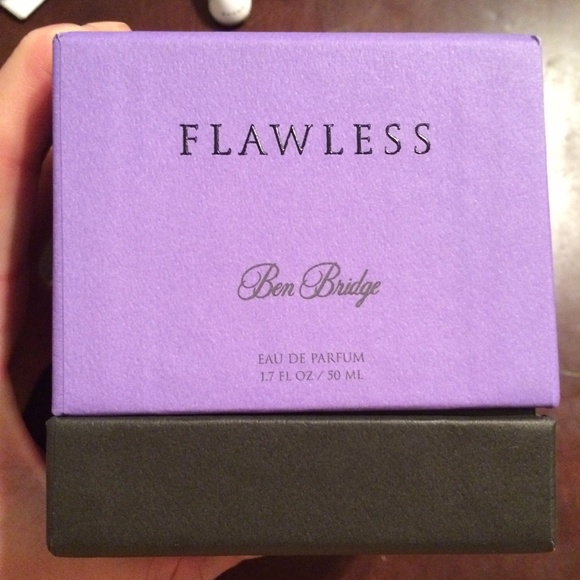 FLAWLESS
Ben Bridge
EAU DE PARFUM
1.7 FL OZ / 50 ML